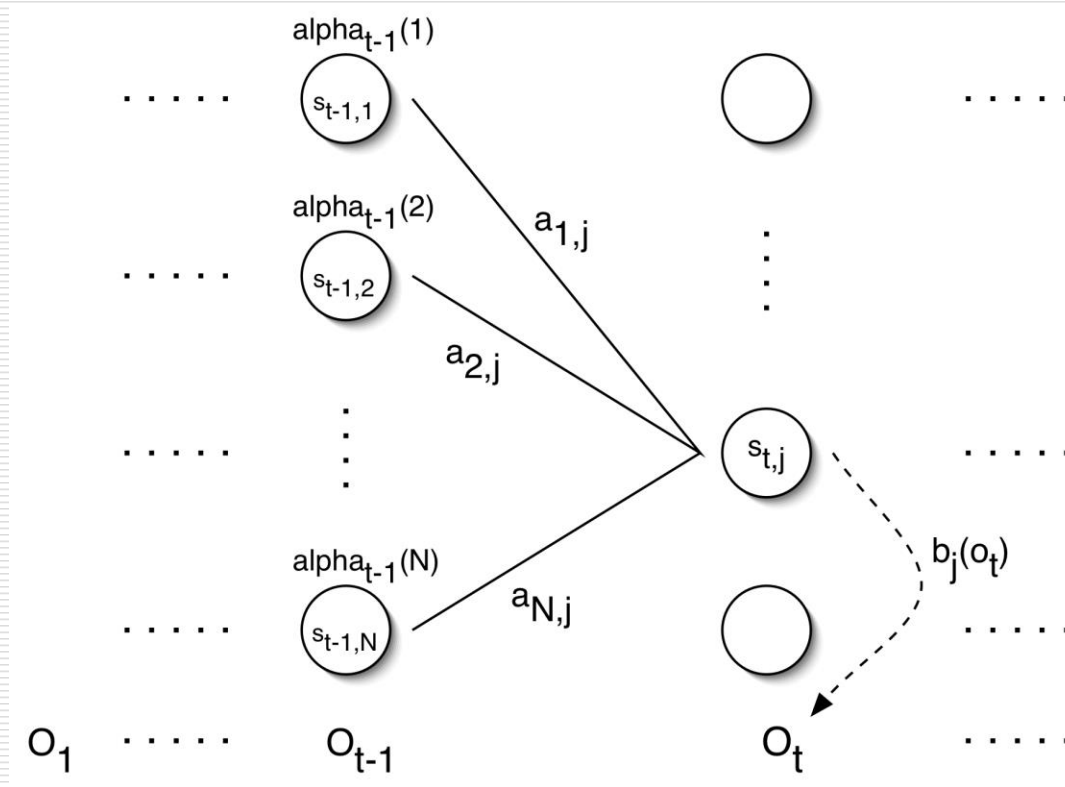 alpha_{t-1}(1)
..... s_{t-1,1} .....
a_{1,j}
alpha_{t-1}(2)
..... s_{t-1,2}
a_{2,j}
..... s_{t,j} .....
b_j(o_t)
alpha_{t-1}(N)
a_{N,j}
..... s_{t-1,N} .....
O_1 ..... O_{t-1} O_t .....